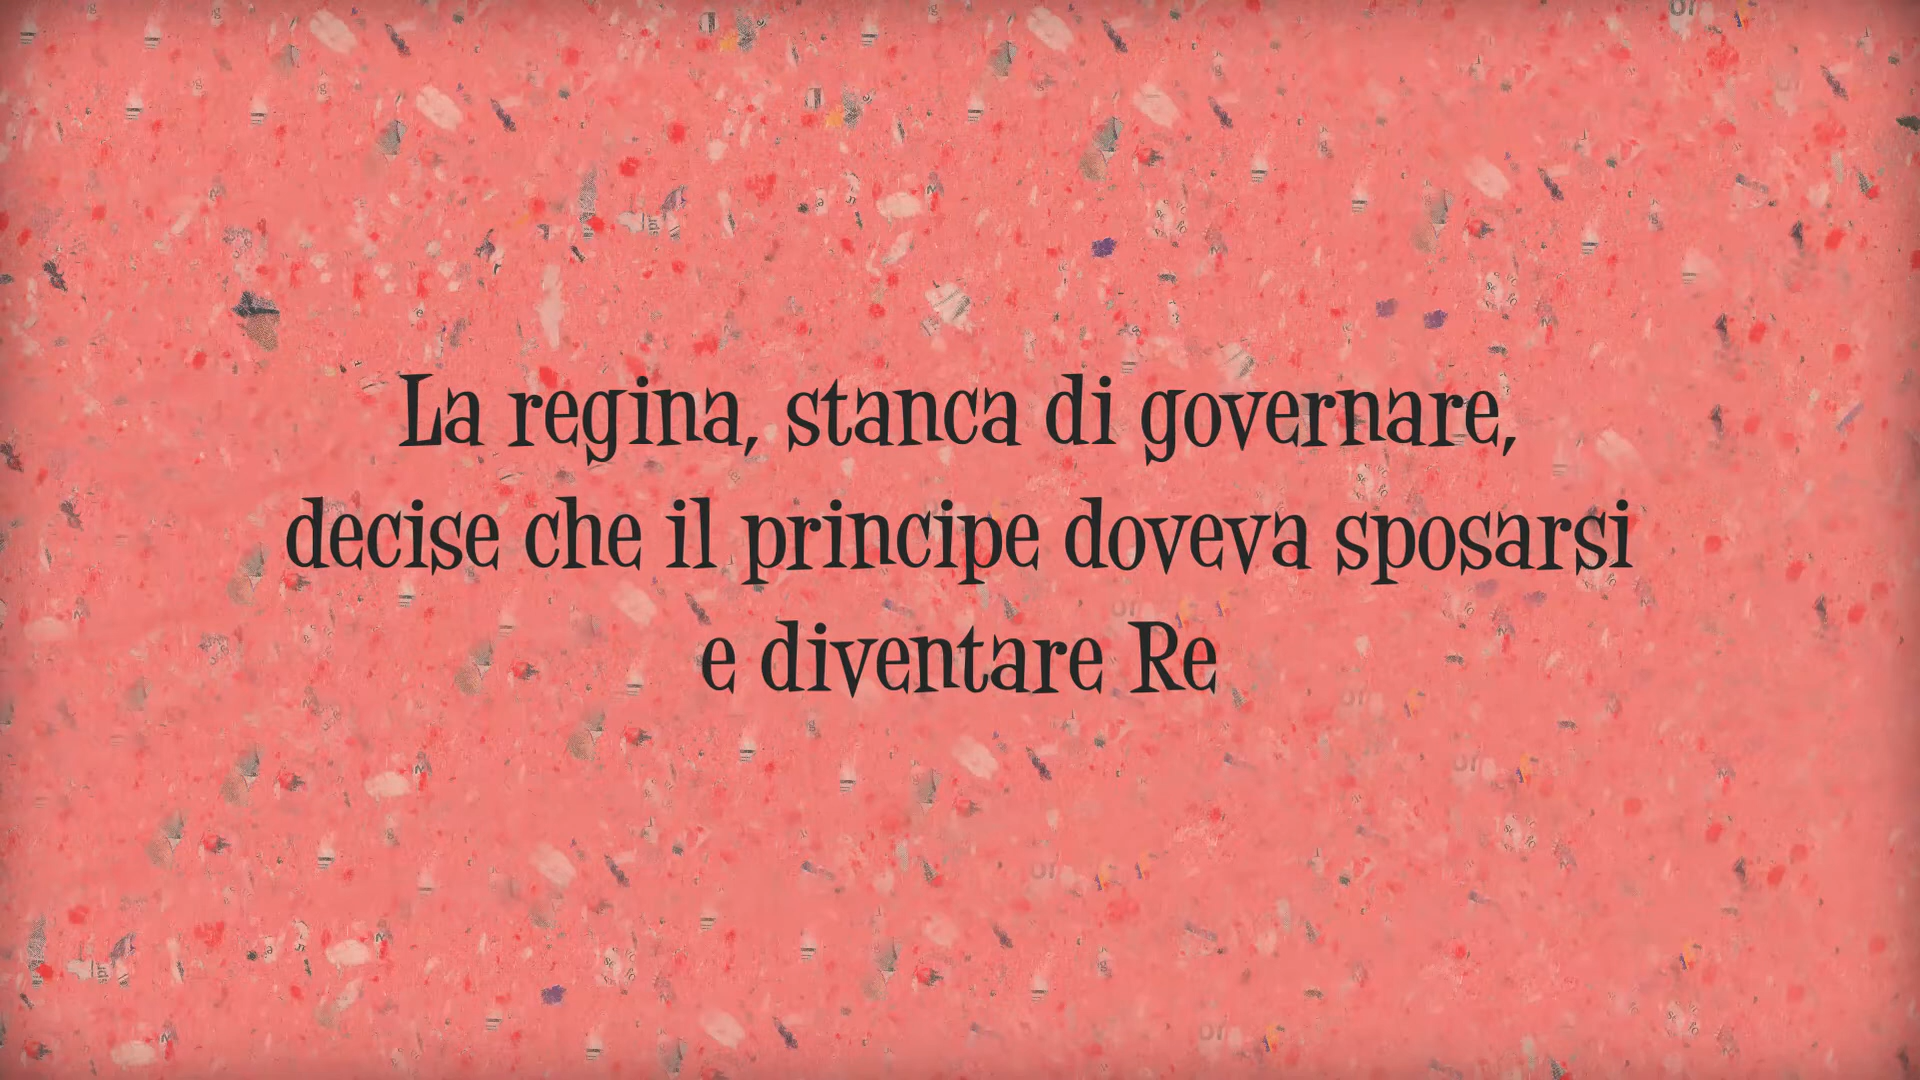 La regina, stanca di governare,
decise che il principe doveva sposarsi
e diventare Re